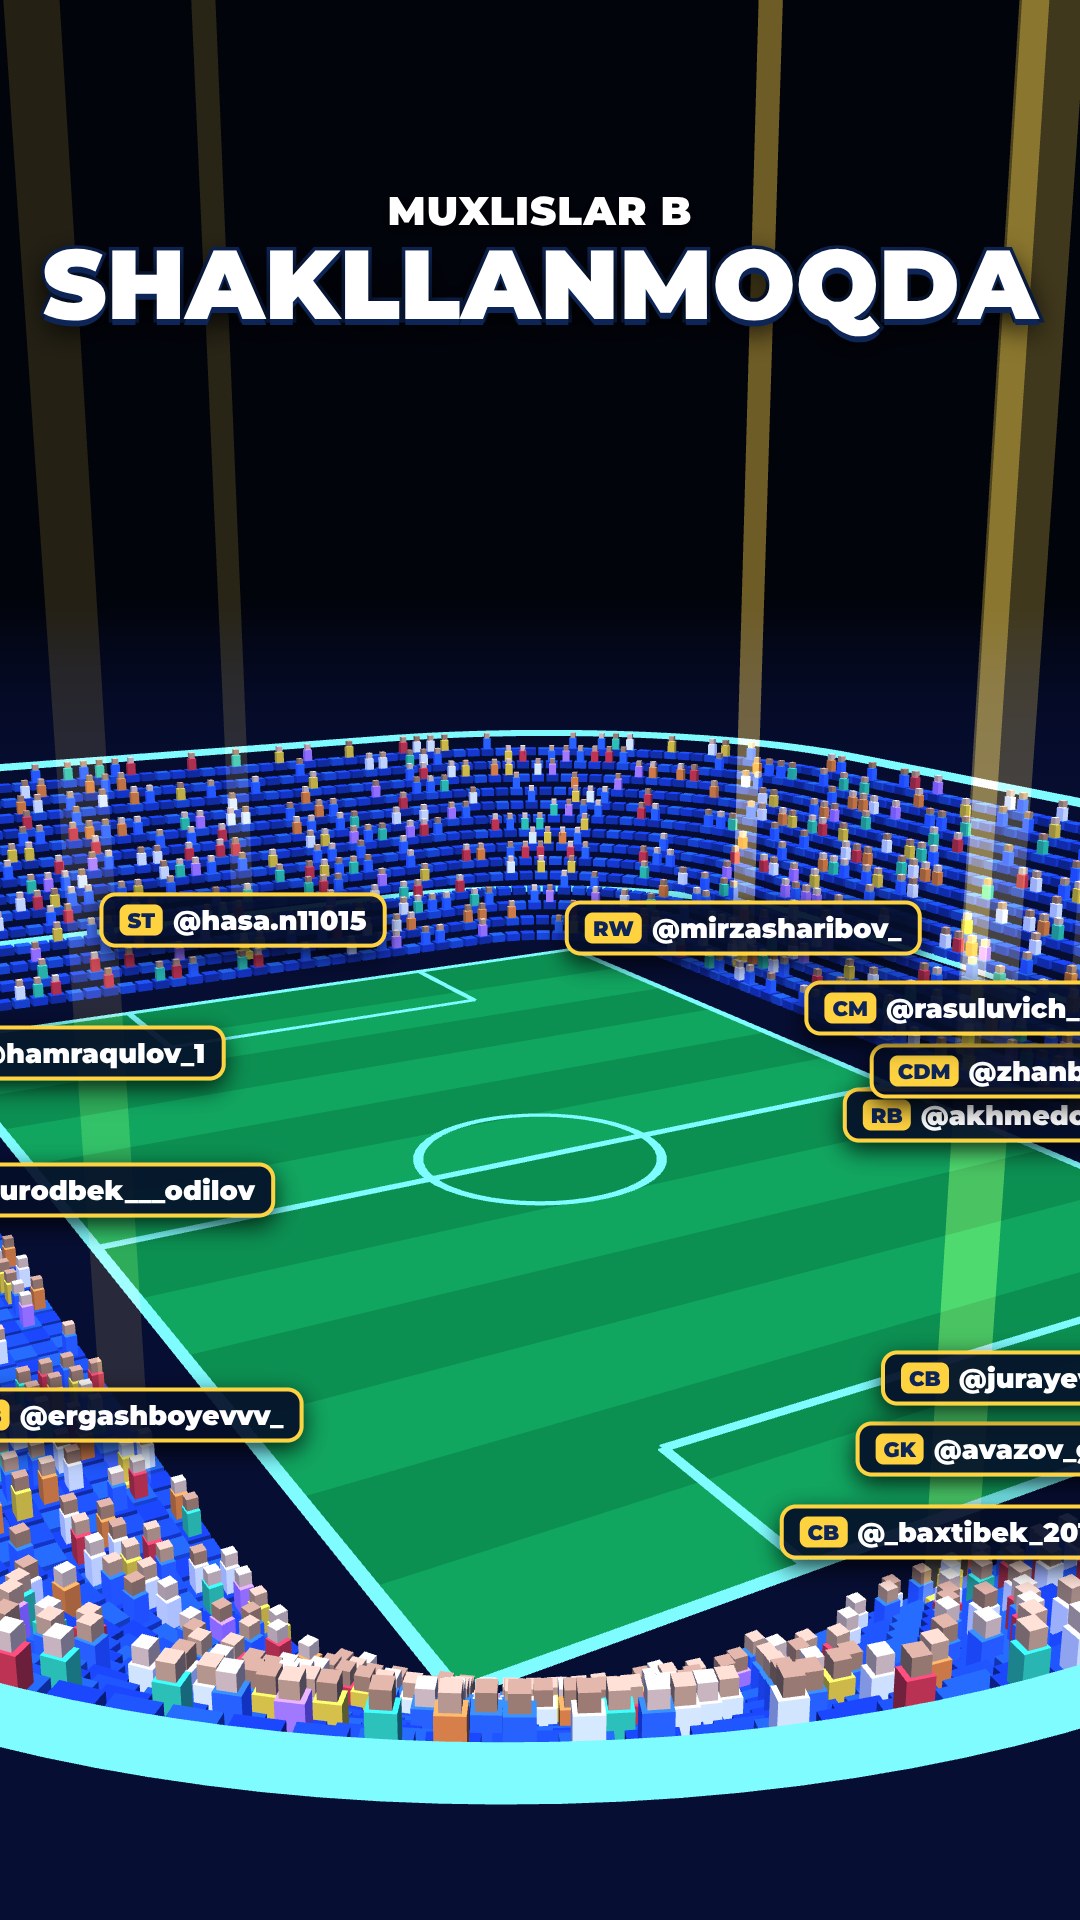 MUXLISLAR B
SHAKLLANMOQDA
ST @hasa.n11015
RW @mirzasharibov_
CM @rasuluvich_
hamraqulov_1
CDM @zhanb
RB @akhmedo
urodbek___odilov
CB @juraye
@ergashboyevvv_
GK @avazov_
CB @_baxtibek_20